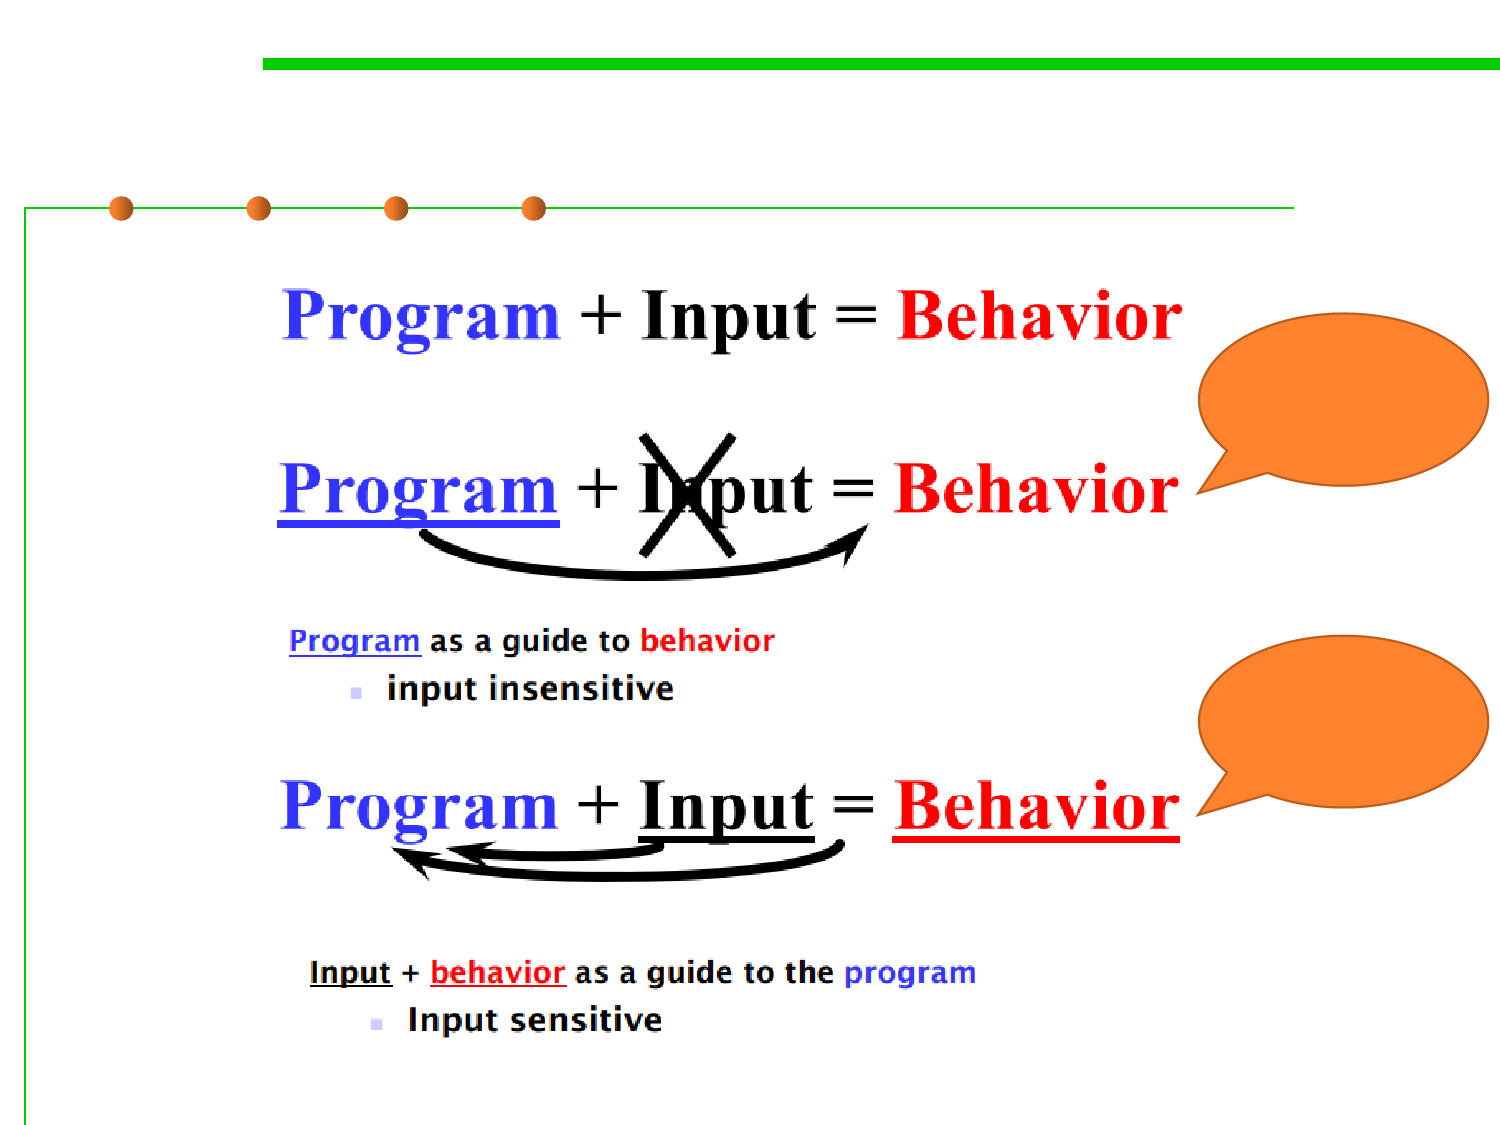 Program + Input = Behavior
Program + Input = Behavior
Program as a guide to behavior
input insensitive
Program + Input = Behavior
Input + behavior as a guide to the program
Input sensitive